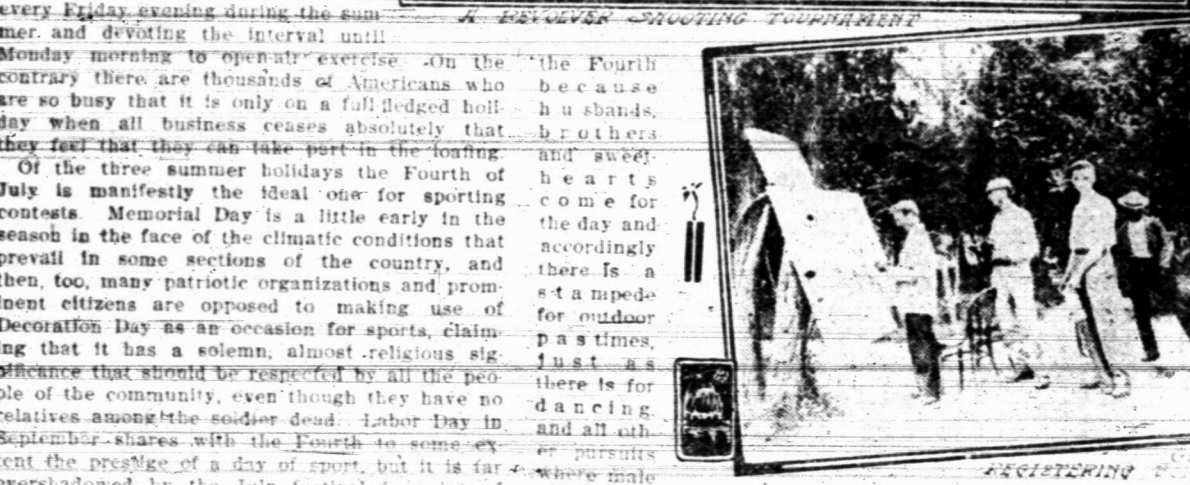 every Friday evening during the sum-
mer and devoting the interval until
Monday morning to open-air exercise. On the
contrary there are thousands of Americans who
are so busy that it is only on a full fledged holi-
day when all business ceases absolutely that
they feel that they can take part in the loafing.
Of the three summer holidays the Fourth of
July is manifestly the ideal one for sporting
contests. Memorial Day is a little early in the
season in the face of the climatic conditions that
prevail in some sections of the country, and
then, too, many patriotic organizations and prom-
inent citizens are opposed to making use of
Decoration Day as an occasion for sports, claim-
ing that it has a solemn, almost religious sig-
nificance that should be respected by all the peo-
ple of the community, even though they have no
relatives among the soldier dead. Labor Day in
September shares with the Fourth to some ex-
tent the prestige of a day of sport, but it is far
overshadowed by the July
A REVOLVER SHOOTING TOURNAMENT
the Fourth
because
husbands,
brothers
and sweet-
hearts
come for
the day and
accordingly
there is a
stampede
for outdoor
pastimes,
just as
there is for
dancing
and all oth-
er pursuits
where male
REGISTERING